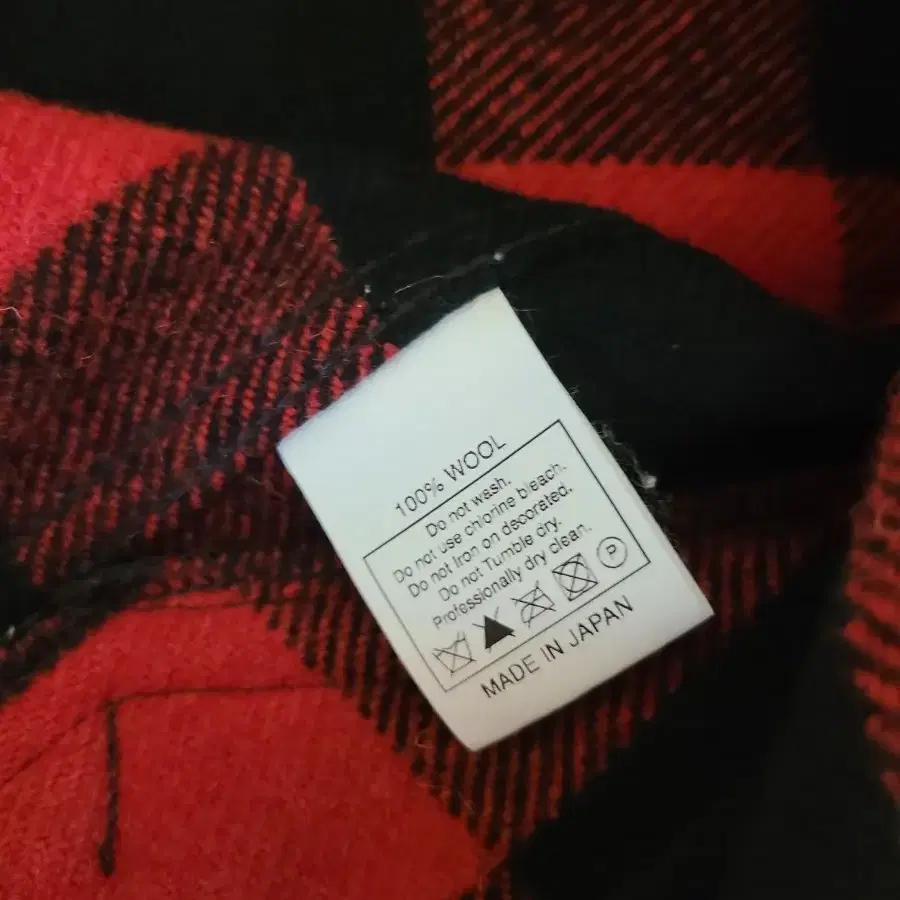 100% WOOL
Do not wash.
Do not use chlorine bleach.
Do not Iron on decorated.
Do not Tumble dry.
Professionally dry clean.
P
MADE IN JAPAN